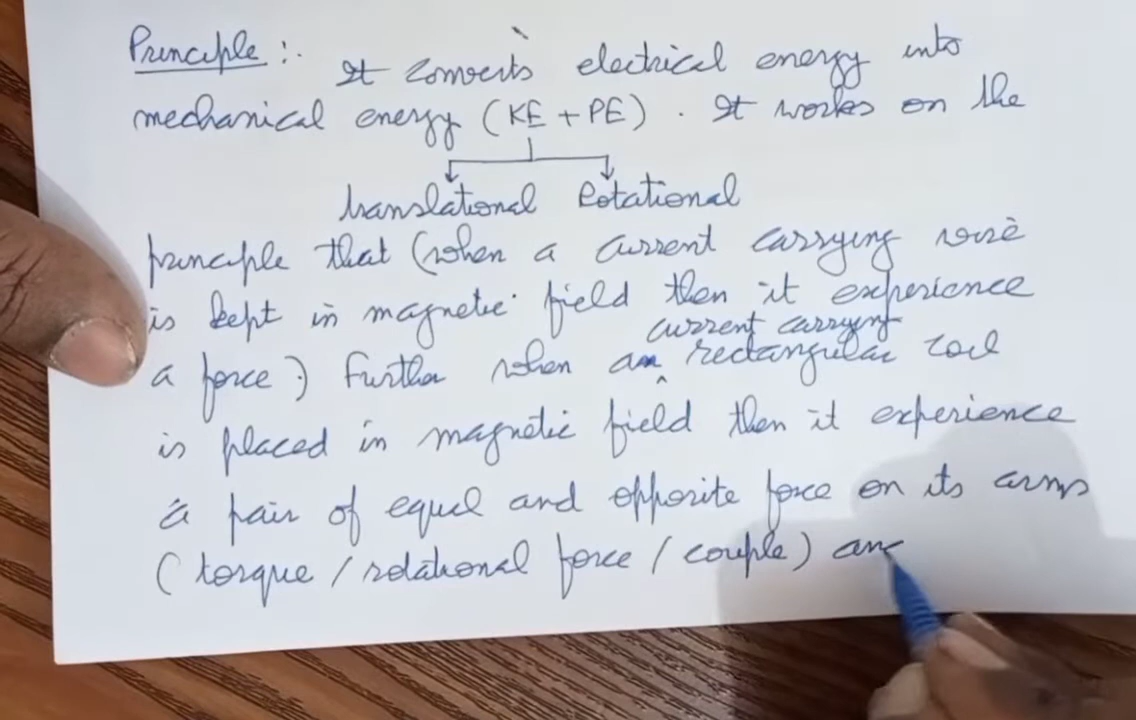 Principle :- It converts electrical energy into
mechanical energy (KE + PE) . It works on the
translational Rotational
principle that (when a current carrying wire
is kept in magnetic field then it experience
a force.) Further when a rectangular coil
current carrying
is placed in magnetic field then it experience
a pair of equal and opposite force on its arms
(torque / rotational force / couple) an